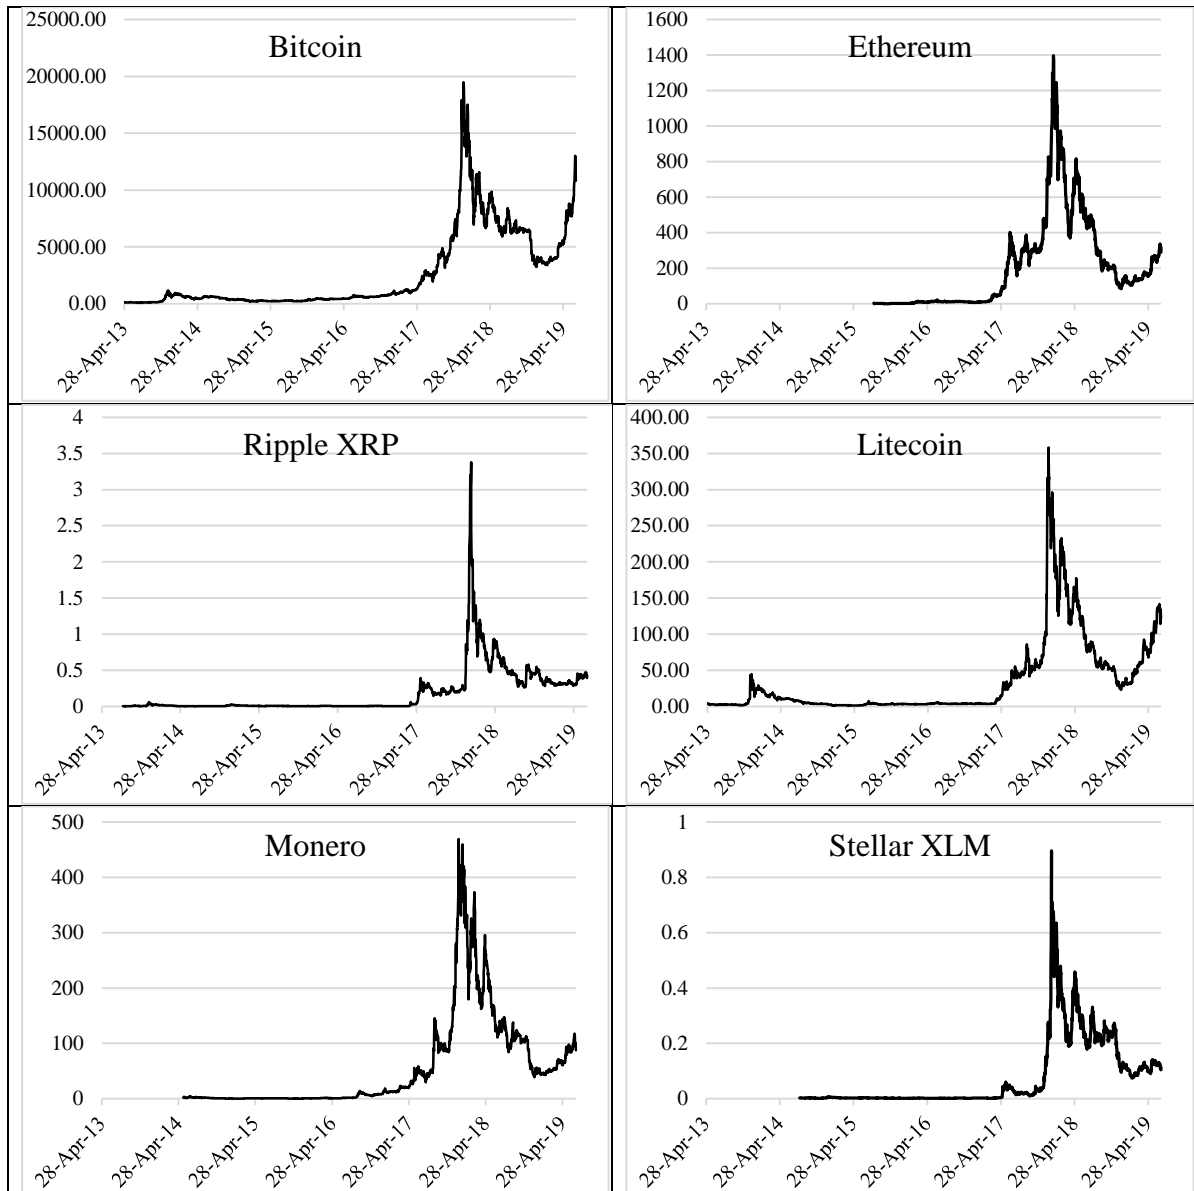 Bitcoin
25000.00
20000.00
15000.00
10000.00
5000.00
0.00
28-Apr-13
28-Apr-14
28-Apr-15
28-Apr-16
28-Apr-17
28-Apr-18
28-Apr-19
Ethereum
1600
1400
1200
1000
800
600
400
200
0
28-Apr-13
28-Apr-14
28-Apr-15
28-Apr-16
28-Apr-17
28-Apr-18
28-Apr-19
Ripple XRP
4
3.5
3
2.5
2
1.5
1
0.5
0
28-Apr-13
28-Apr-14
28-Apr-15
28-Apr-16
28-Apr-17
28-Apr-18
28-Apr-19
Litecoin
400.00
350.00
300.00
250.00
200.00
150.00
100.00
50.00
0.00
28-Apr-13
28-Apr-14
28-Apr-15
28-Apr-16
28-Apr-17
28-Apr-18
28-Apr-19
Monero
500
400
300
200
100
0
28-Apr-13
28-Apr-14
28-Apr-15
28-Apr-16
28-Apr-17
28-Apr-18
28-Apr-19
Stellar XLM
1
0.8
0.6
0.4
0.2
0
28-Apr-13
28-Apr-14
28-Apr-15
28-Apr-16
28-Apr-17
28-Apr-18
28-Apr-19